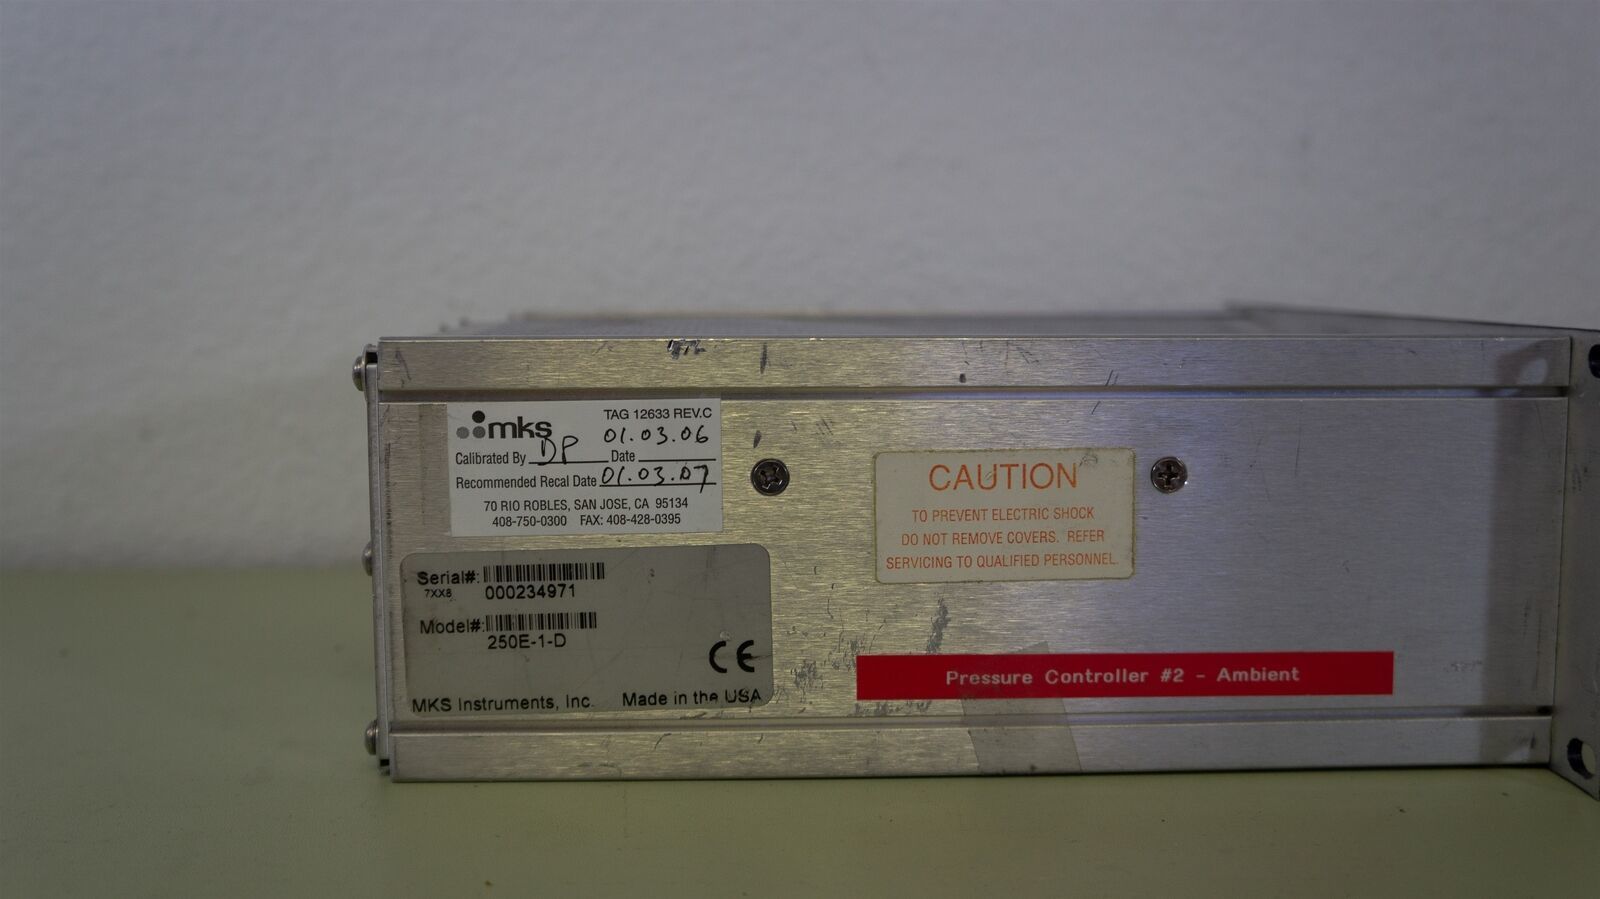 mks
TAG 12633 REV.C
Calibrated By DP Date 01.03.06
Recommended Recal Date 01.03.07
70 RIO ROBLES, SAN JOSE, CA 95134
408-750-0300 FAX: 408-428-0395
Serial#:
7XX8 000234971
Model#:
250E-1-D
CE
MKS Instruments, Inc. Made in the USA
CAUTION
TO PREVENT ELECTRIC SHOCK
DO NOT REMOVE COVERS. REFER
SERVICING TO QUALIFIED PERSONNEL.
Pressure Controller #2 - Ambient